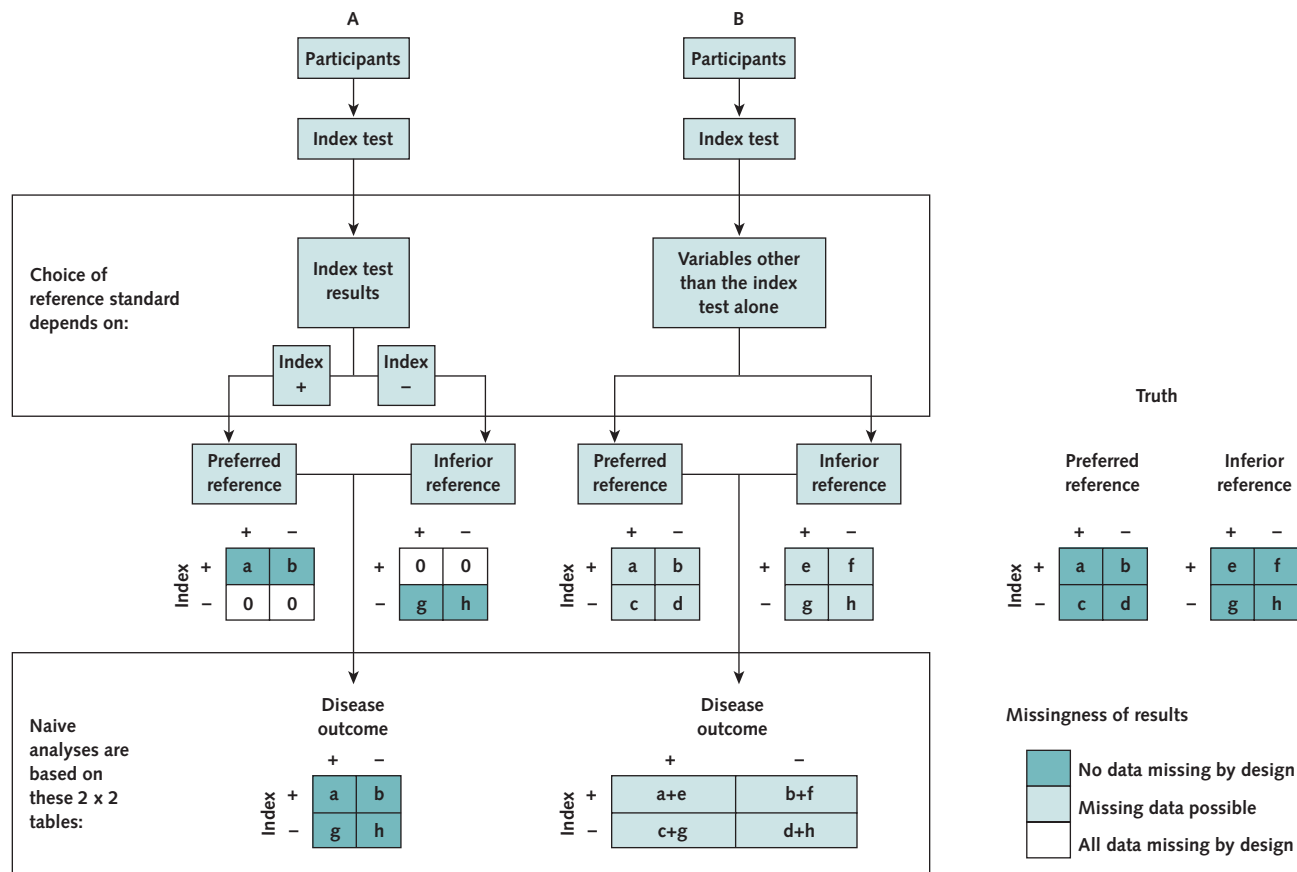 A
B
Participants
Participants
Index test
Index test
Choice of
reference standard
depends on:
Index test
results
Variables other
than the index
test alone
Index
+
Index
–
Truth
Preferred
reference
Inferior
reference
Preferred
reference
Inferior
reference
Preferred
reference
Inferior
reference
+ –
Index
+ a b
– 0 0
+ –
+ 0 0
– g h
+ –
Index
+ a b
– c d
+ –
+ e f
– g h
+ –
Index
+ a b
– c d
+ –
+ e f
– g h
Naive
analyses are
based on
these 2 x 2
tables:
Disease
outcome
+ –
Index
+ a b
– g h
Disease
outcome
+ –
Index
+ a+e b+f
– c+g d+h
Missingness of results
No data missing by design
Missing data possible
All data missing by design